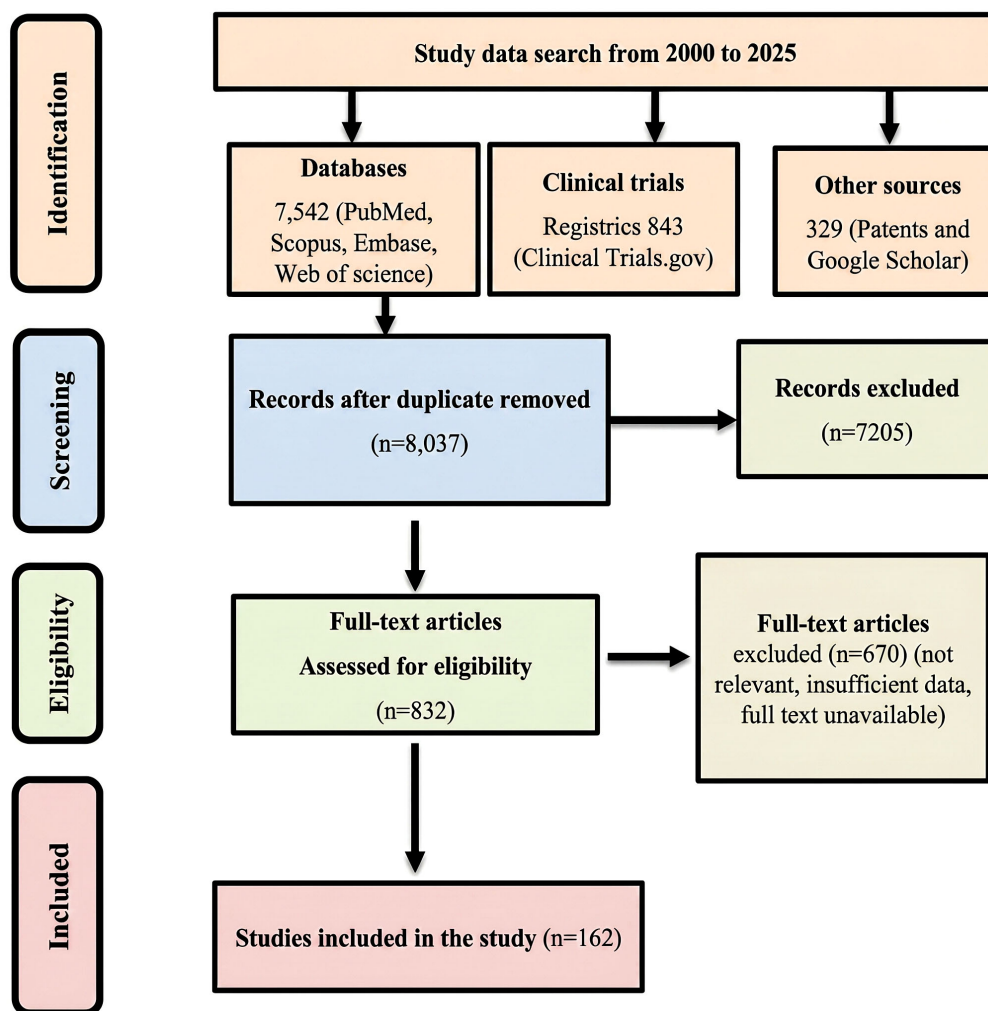 Identification
Study data search from 2000 to 2025
Databases
7,542 (PubMed,
Scopus, Embase,
Web of science)
Clinical trials
Registrics 843
(Clinical Trials.gov)
Other sources
329 (Patents and
Google Scholar)
Screening
Records after duplicate removed
(n=8,037)
Records excluded
(n=7205)
Eligibility
Full-text articles
Assessed for eligibility
(n=832)
Full-text articles
excluded (n=670) (not
relevant, insufficient data,
full text unavailable)
Included
Studies included in the study (n=162)